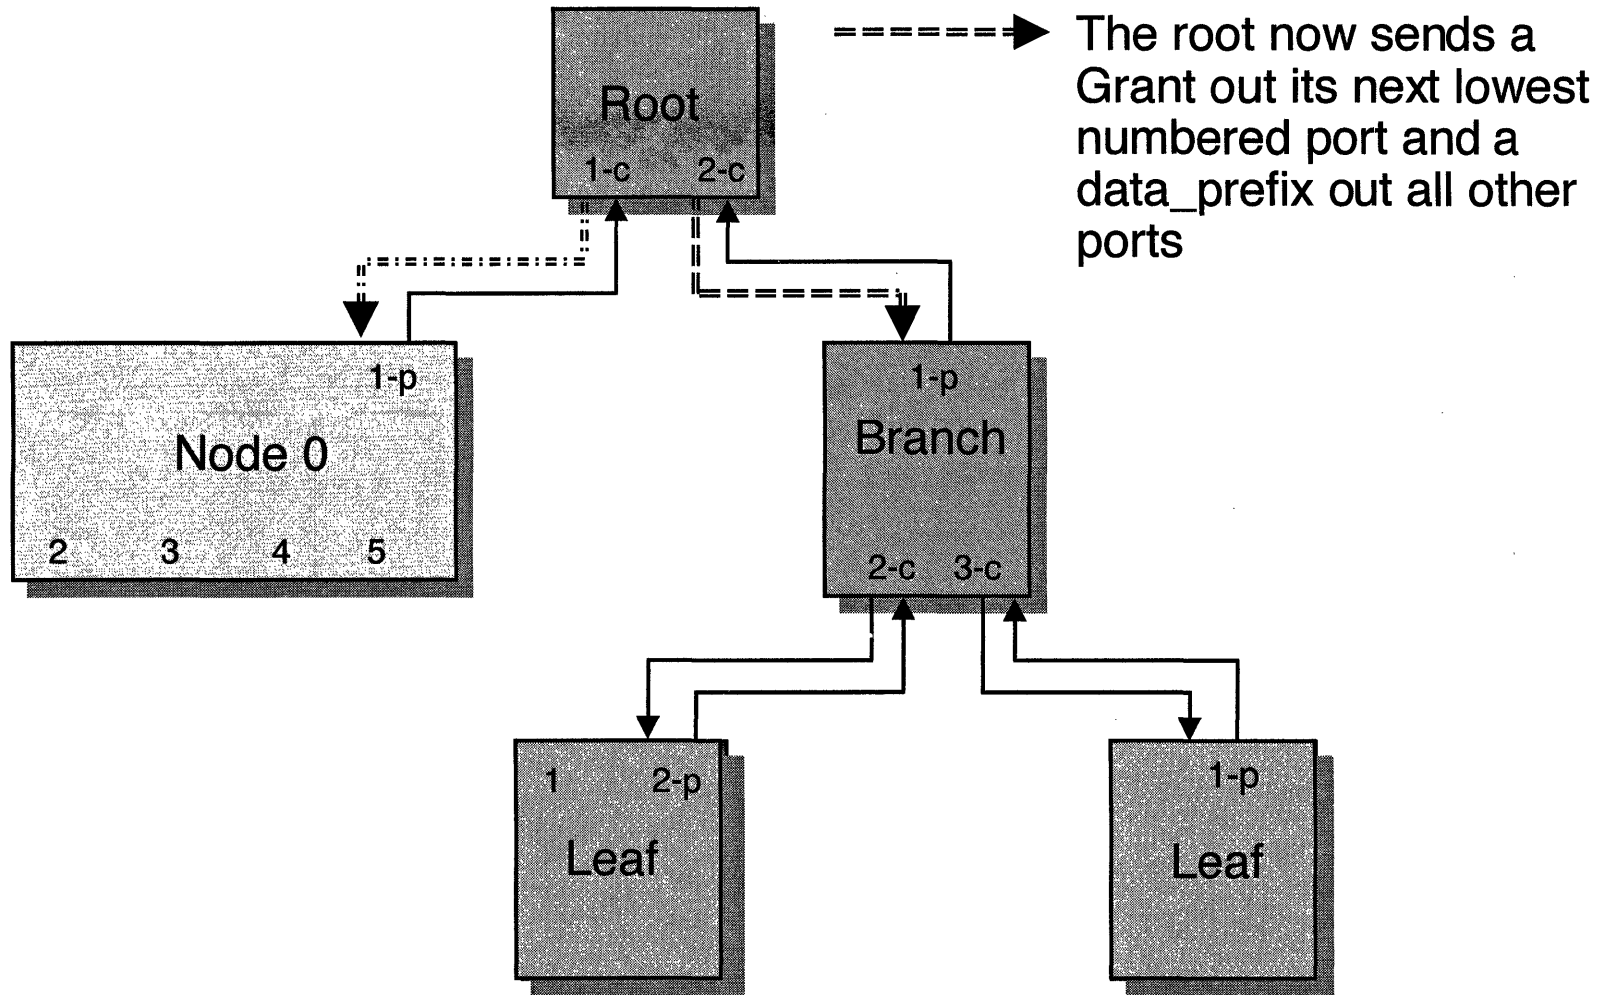 The root now sends a
Grant out its next lowest
numbered port and a
data_prefix out all other
ports
Root
1-c 2-c
1-p
Node 0
2 3 4 5
1-p
Branch
2-c 3-c
1 2-p
Leaf
1-p
Leaf